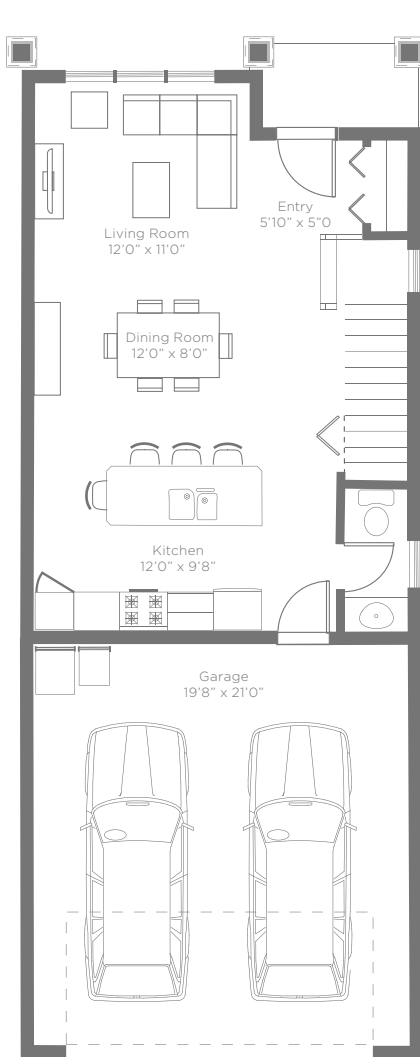 Entry
5'10" x 5"0
Living Room
12'0" x 11'0"
Dining Room
12'0" x 8'0"
Kitchen
12'0" x 9'8"
Garage
19'8" x 21'0"